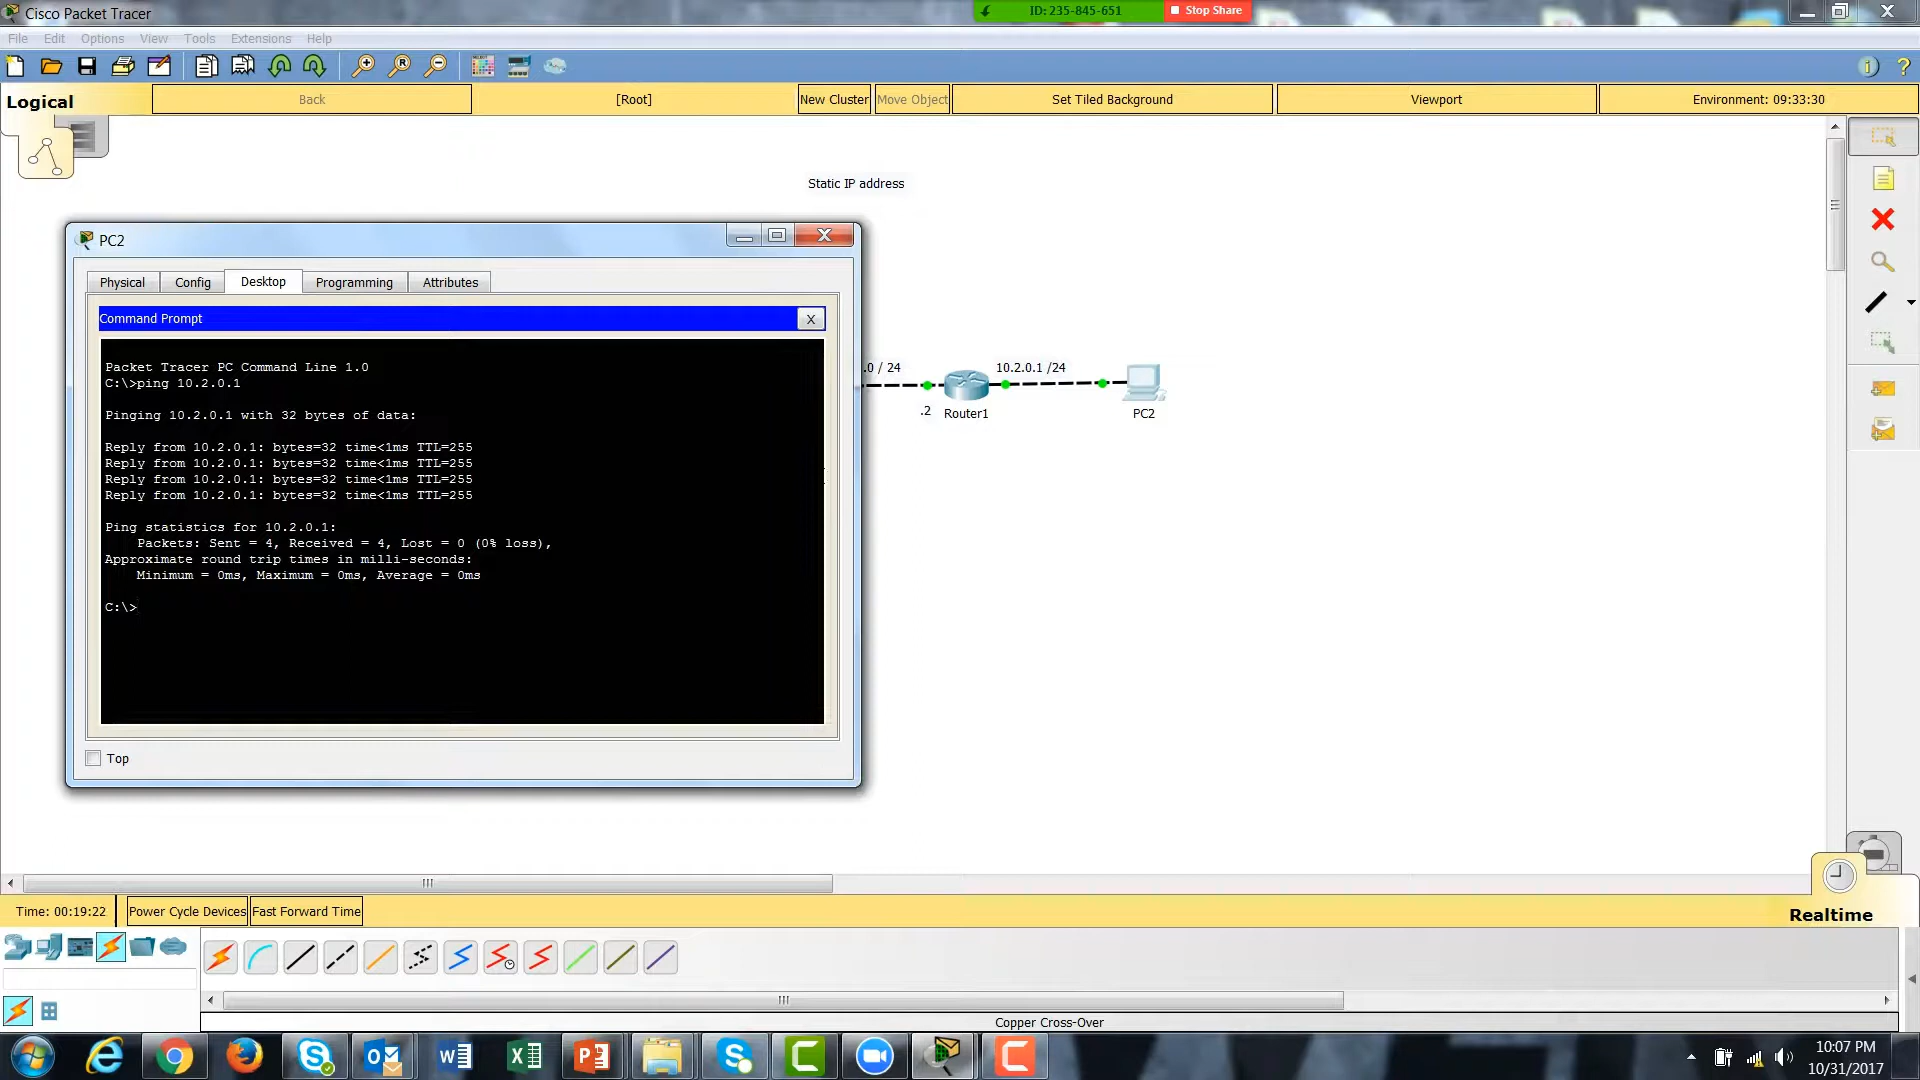 Cisco Packet Tracer
ID: 235-845-651
Stop Share
File Edit Options View Tools Extensions Help
Logical
Back
[Root]
New Cluster
Move Object
Set Tiled Background
Viewport
Environment: 09:33:30
Static IP address
PC2
Physical
Config
Desktop
Programming
Attributes
Command Prompt
X
Packet Tracer PC Command Line 1.0
C:\>ping 10.2.0.1
Pinging 10.2.0.1 with 32 bytes of data:
Reply from 10.2.0.1: bytes=32 time<1ms TTL=255
Reply from 10.2.0.1: bytes=32 time<1ms TTL=255
Reply from 10.2.0.1: bytes=32 time<1ms TTL=255
Reply from 10.2.0.1: bytes=32 time<1ms TTL=255
Ping statistics for 10.2.0.1:
Packets: Sent = 4, Received = 4, Lost = 0 (0% loss),
Approximate round trip times in milli-seconds:
Minimum = 0ms, Maximum = 0ms, Average = 0ms
C:\>
Top
.0 / 24
10.2.0.1 /24
.2
Router1
PC2
Time: 00:19:22
Power Cycle Devices
Fast Forward Time
Realtime
Copper Cross-Over
10:07 PM
10/31/2017